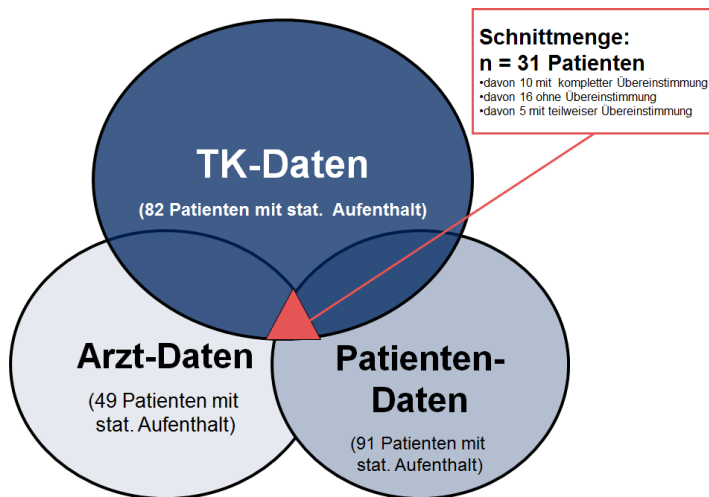 Schnittmenge:
n = 31 Patienten
•davon 10 mit kompletter Übereinstimmung
•davon 16 ohne Übereinstimmung
•davon 5 mit teilweiser Übereinstimmung
TK-Daten
(82 Patienten mit stat. Aufenthalt)
Arzt-Daten
(49 Patienten mit
stat. Aufenthalt)
Patienten-
Daten
(91 Patienten mit
stat. Aufenthalt)